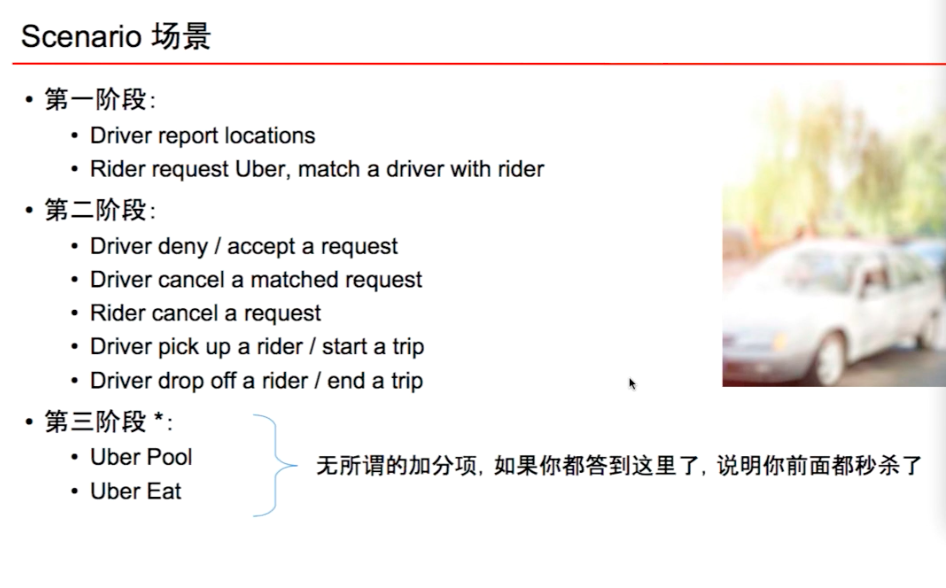 Scenario 场景
• 第一阶段：
• Driver report locations
• Rider request Uber, match a driver with rider
• 第二阶段：
• Driver deny / accept a request
• Driver cancel a matched request
• Rider cancel a request
• Driver pick up a rider / start a trip
• Driver drop off a rider / end a trip
• 第三阶段 *：
• Uber Pool
• Uber Eat
无所谓的加分项，如果你都答到这里了，说明你前面都秒杀了